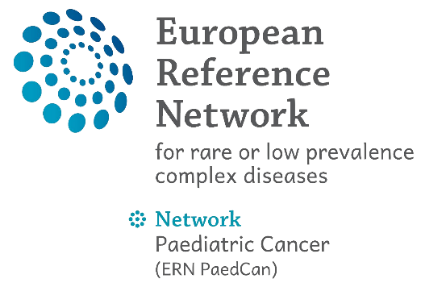 European
Reference
Network
for rare or low prevalence
complex diseases
Network
Paediatric Cancer
(ERN PaedCan)